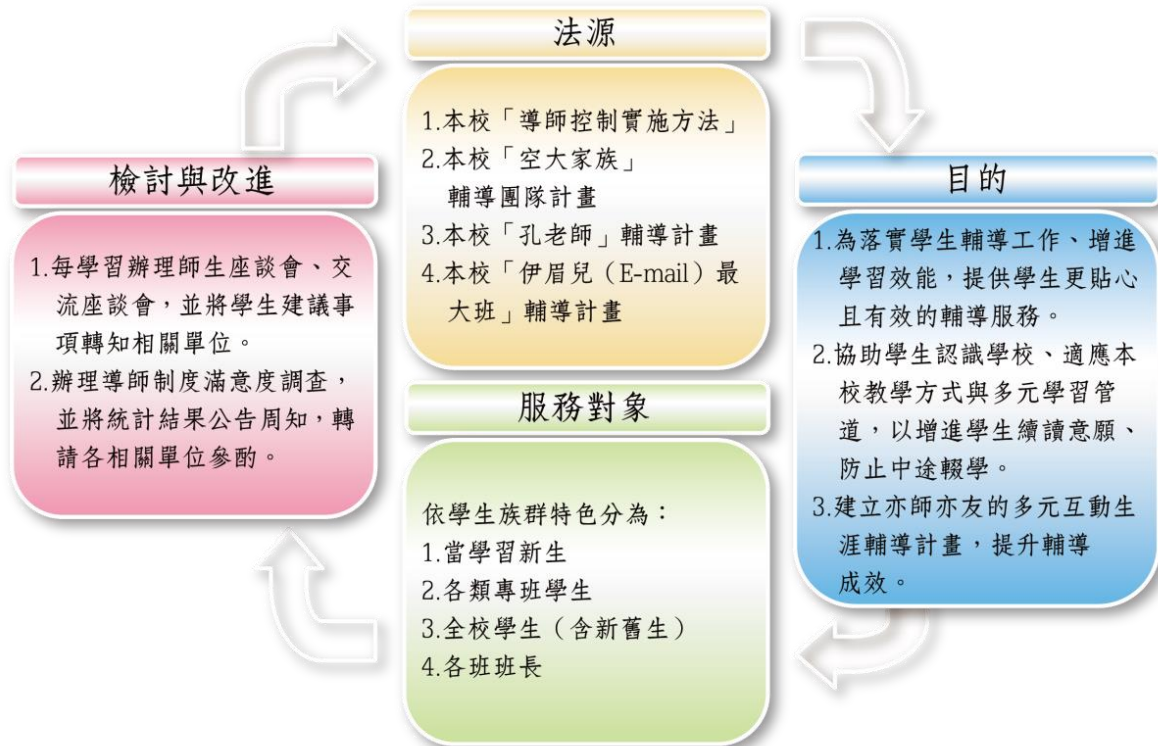 法源
1.本校「導師控制實施方法」
2.本校「空大家族」
輔導團隊計畫
3.本校「孔老師」輔導計畫
4.本校「伊眉兒（E-mail）最
大班」輔導計畫
目的
1.為落實學生輔導工作、增進
學習效能，提供學生更貼心
且有效的輔導服務。
2.協助學生認識學校、適應本
校教學方式與多元學習管
道，以增進學生續讀意願、
防止中途輟學。
3.建立亦師亦友的多元互動生
涯輔導計畫，提升輔導
成效。
服務對象
依學生族群特色分為：
1.當學習新生
2.各類專班學生
3.全校學生（含新舊生）
4.各班班長
檢討與改進
1.每學習辦理師生座談會、交
流座談會，並將學生建議事
項轉知相關單位。
2.辦理導師制度滿意度調查，
並將統計結果公告周知，轉
請各相關單位參酌。